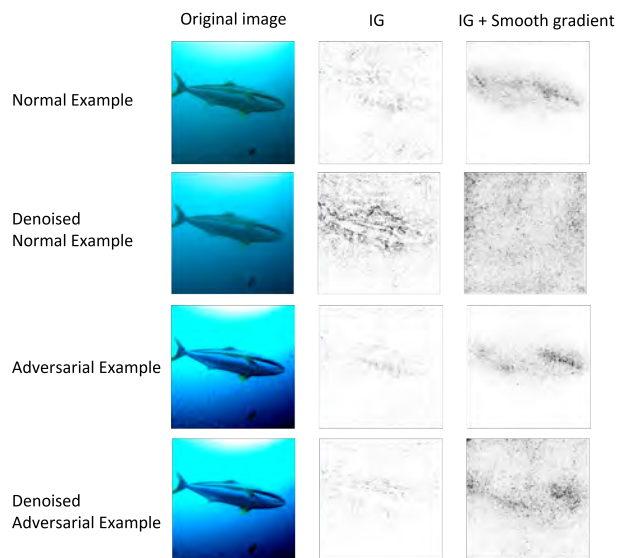 Original image
IG
IG + Smooth gradient
Normal Example
Denoised
Normal Example
Adversarial Example
Denoised
Adversarial Example